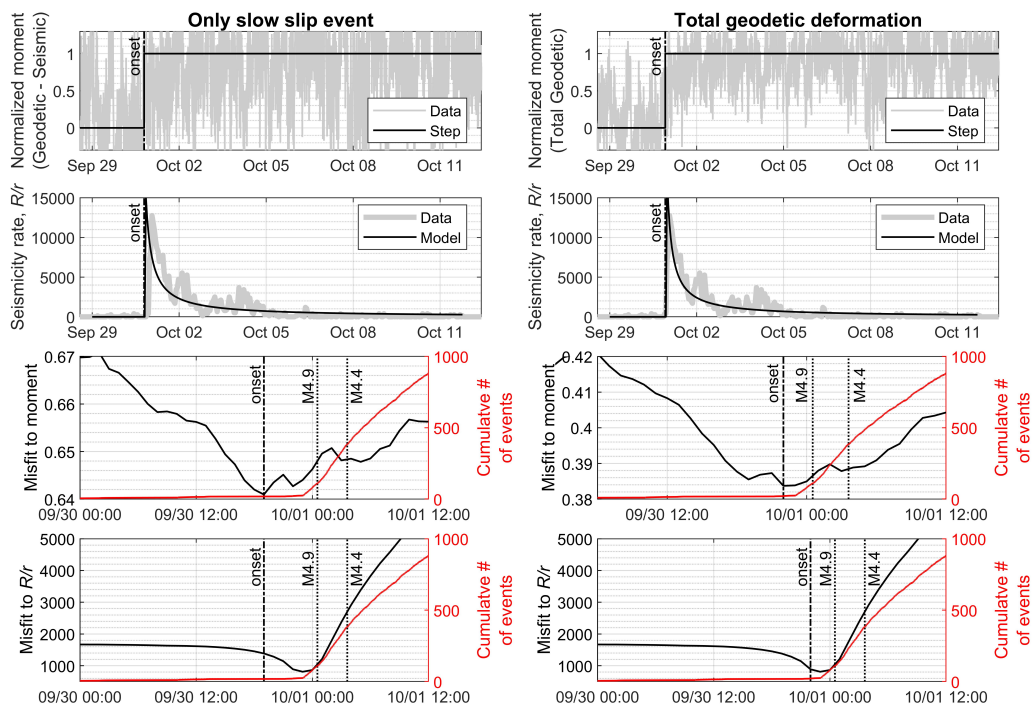 Only slow slip event
Normalized moment
(Geodetic - Seismic)
1
0.5
0
onset
Data
Step
Sep 29
Oct 02
Oct 05
Oct 08
Oct 11
Total geodetic deformation
Normalized moment
(Total Geodetic)
1
0.5
0
onset
Data
Step
Sep 29
Oct 02
Oct 05
Oct 08
Oct 11
Seismicity rate, R/r
15000
10000
5000
0
onset
Data
Model
Sep 29
Oct 02
Oct 05
Oct 08
Oct 11
Seismicity rate, R/r
15000
10000
5000
0
onset
Data
Model
Sep 29
Oct 02
Oct 05
Oct 08
Oct 11
Misfit to moment
0.67
0.66
0.65
0.64
onset
M4.9
M4.4
1000
500
0
Cumulatve #
of events
09/30 00:00
09/30 12:00
10/01 00:00
10/01 12:00
Misfit to moment
0.42
0.41
0.4
0.39
0.38
onset
M4.9
M4.4
1000
500
0
Cumulatve #
of events
09/30 12:00
10/01 00:00
10/01 12:00
Misfit to R/r
5000
4000
3000
2000
1000
onset
M4.9
M4.4
1000
500
0
Cumulatve #
of events
09/30 00:00
09/30 12:00
10/01 00:00
10/01 12:00
Misfit to R/r
5000
4000
3000
2000
1000
onset
M4.9
M4.4
1000
500
0
Cumulatve #
of events
09/30 00:00
09/30 12:00
10/01 00:00
10/01 12:00